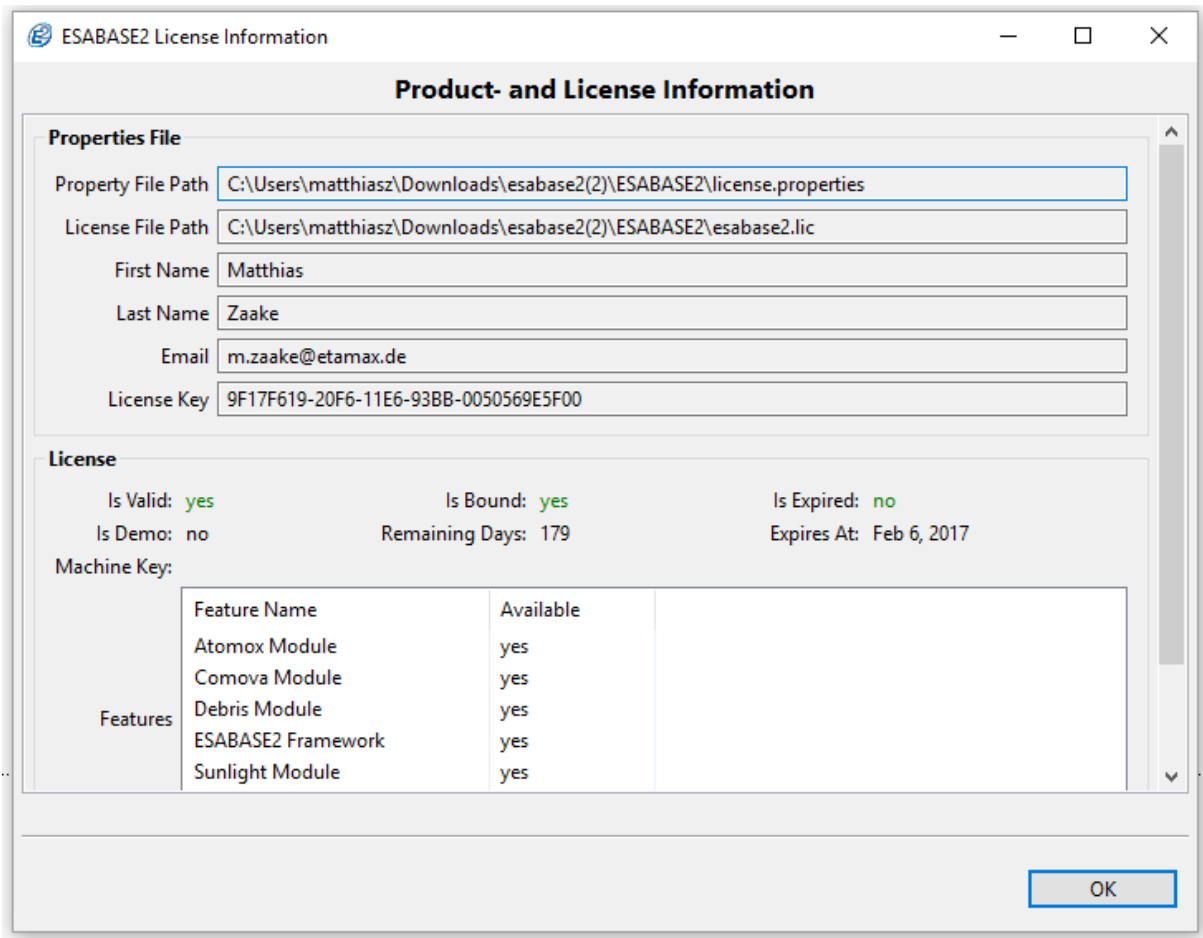 ESABASE2 License Information
Product- and License Information
Properties File
Property File Path C:\Users\matthiasz\Downloads\esabase2(2)\ESABASE2\license.properties
License File Path C:\Users\matthiasz\Downloads\esabase2(2)\ESABASE2\esabase2.lic
First Name Matthias
Last Name Zaake
Email m.zaake@etamax.de
License Key 9F17F619-20F6-11E6-93BB-0050569E5F00
License
Is Valid: yes Is Bound: yes Is Expired: no
Is Demo: no Remaining Days: 179 Expires At: Feb 6, 2017
Machine Key:
Feature Name Available
Atomox Module yes
Comova Module yes
Features Debris Module yes
ESABASE2 Framework yes
Sunlight Module yes
OK